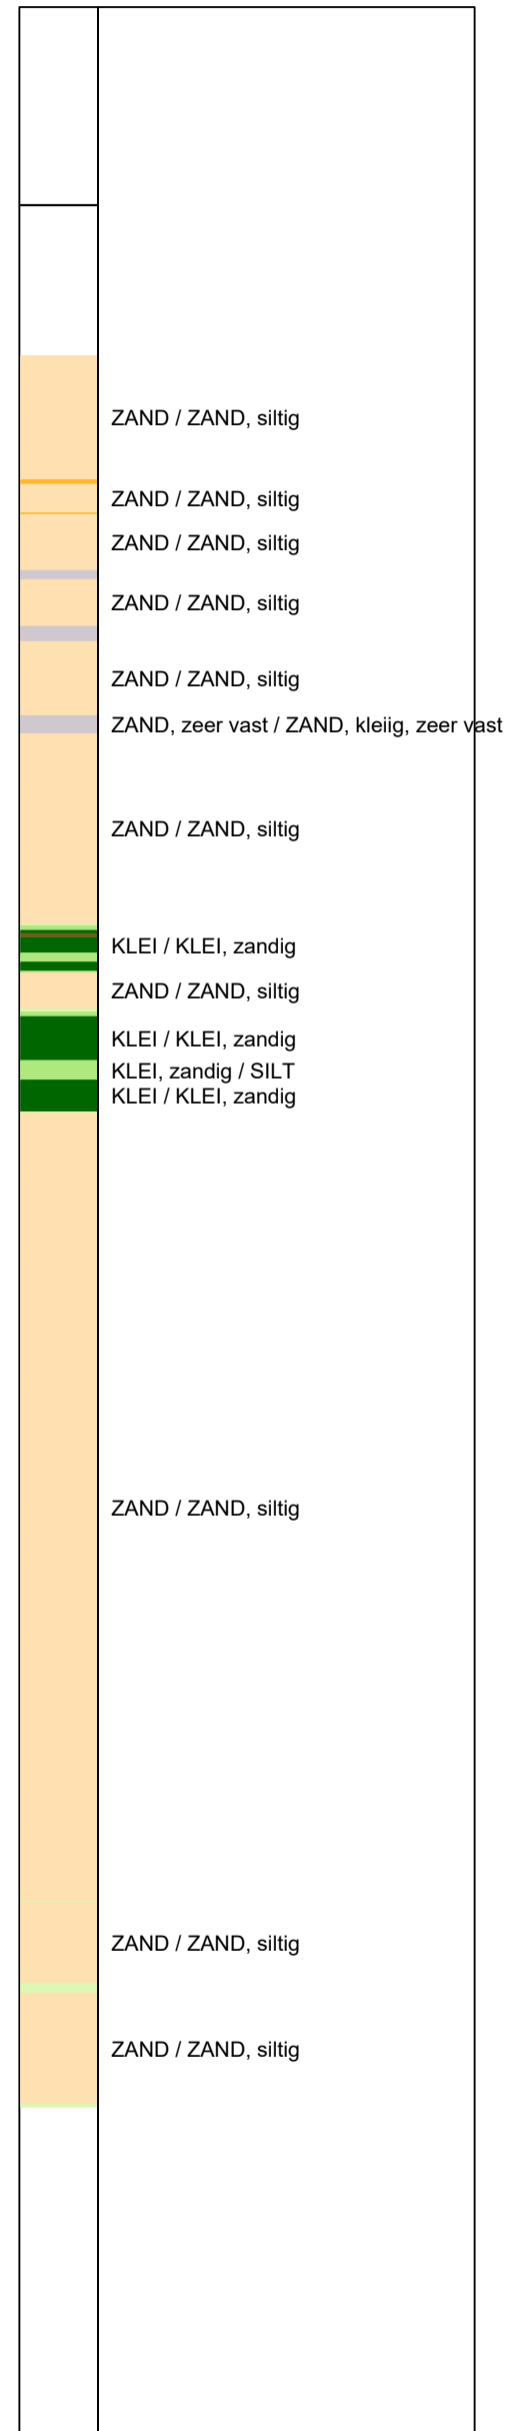 ZAND / ZAND, siltig
ZAND / ZAND, siltig
ZAND / ZAND, siltig
ZAND / ZAND, siltig
ZAND / ZAND, siltig
ZAND, zeer vast / ZAND, kleiig, zeer vast
ZAND / ZAND, siltig
KLEI / KLEI, zandig
ZAND / ZAND, siltig
KLEI / KLEI, zandig
KLEI, zandig / SILT
KLEI / KLEI, zandig
ZAND / ZAND, siltig
ZAND / ZAND, siltig
ZAND / ZAND, siltig